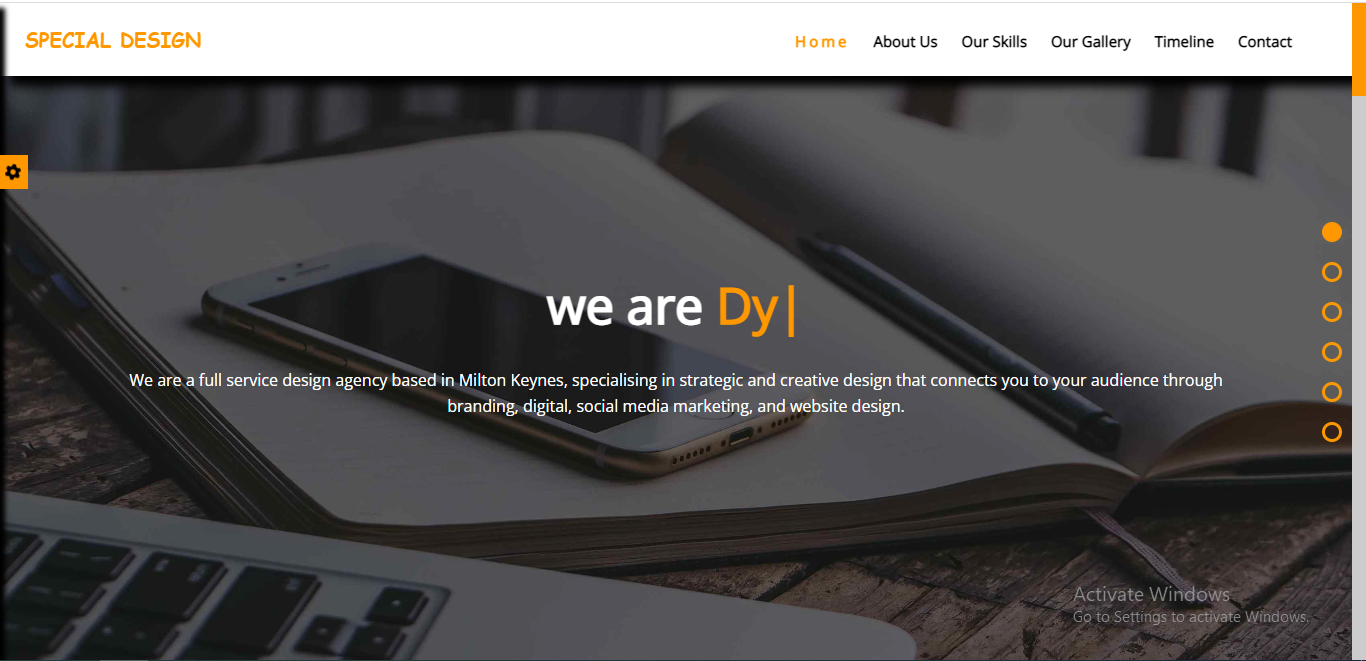 SPECIAL DESIGN
Home About Us Our Skills Our Gallery Timeline Contact
we are Dy|
We are a full service design agency based in Milton Keynes, specialising in strategic and creative design that connects you to your audience through
branding, digital, social media marketing, and website design.
Activate Windows
Go to Settings to activate Windows.